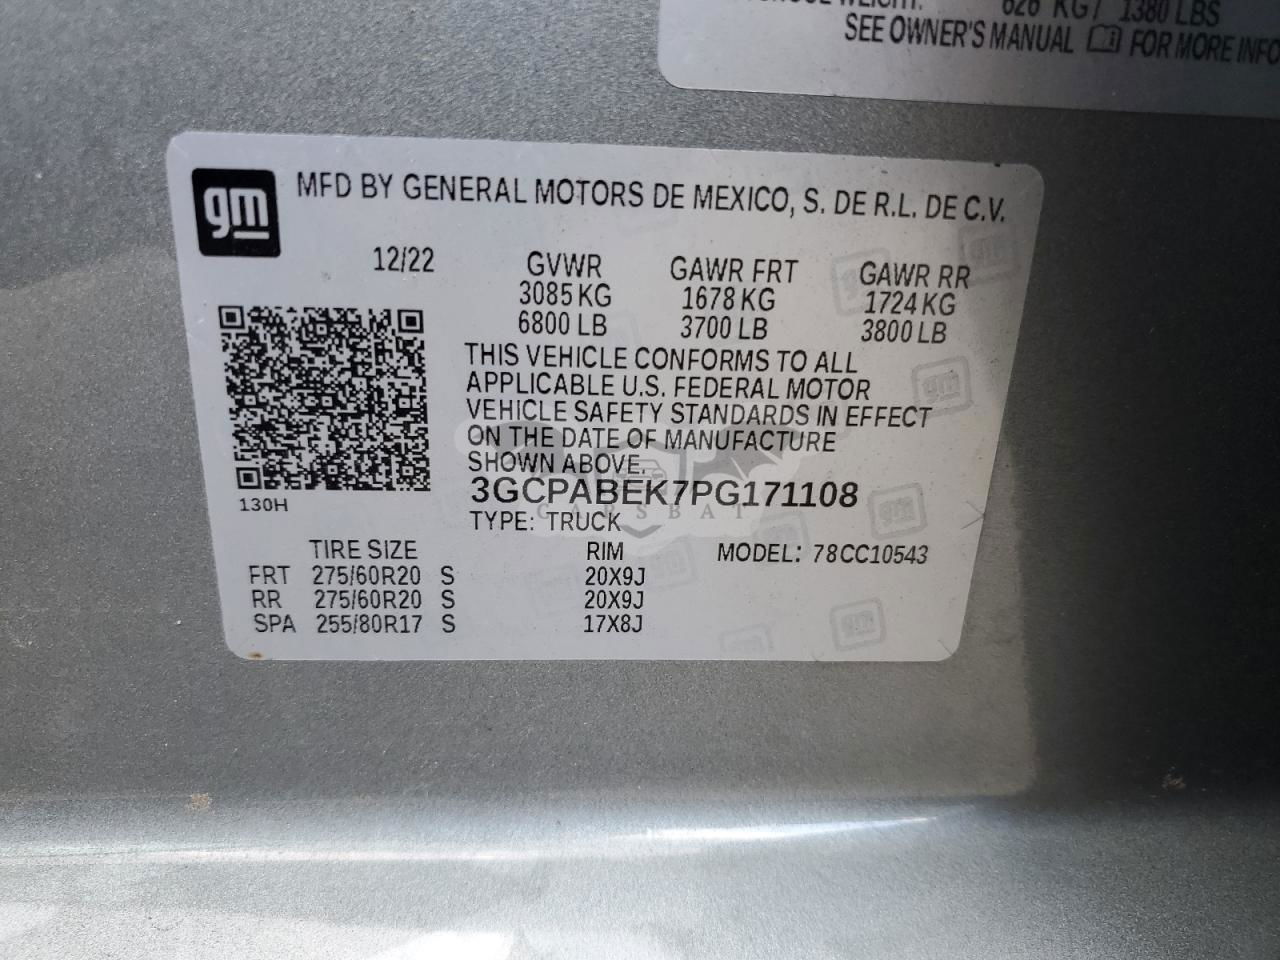 626 KG / 1380 LBS
SEE OWNER'S MANUAL FOR MORE INFO
gm
MFD BY GENERAL MOTORS DE MEXICO, S. DE R.L. DE C.V.
12/22
GVWR GAWR FRT GAWR RR
3085 KG 1678 KG 1724 KG
6800 LB 3700 LB 3800 LB
THIS VEHICLE CONFORMS TO ALL
APPLICABLE U.S. FEDERAL MOTOR
VEHICLE SAFETY STANDARDS IN EFFECT
ON THE DATE OF MANUFACTURE
SHOWN ABOVE.
3GCPABEK7PG171108
CARSBAT
130H
TYPE: TRUCK
TIRE SIZE RIM MODEL: 78CC10543
FRT 275/60R20 S 20X9J
RR 275/60R20 S 20X9J
SPA 255/80R17 S 17X8J